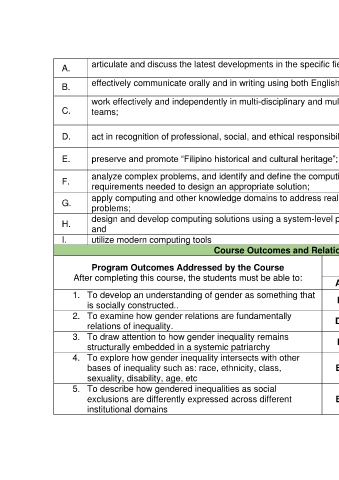 A. articulate and discuss the latest developments in the specific fie
B. effectively communicate orally and in writing using both English
C. work effectively and independently in multi-disciplinary and mul
teams;
D. act in recognition of professional, social, and ethical responsibil
E. preserve and promote “Filipino historical and cultural heritage”;
F. analyze complex problems, and identify and define the computi
requirements needed to design an appropriate solution;
G. apply computing and other knowledge domains to address real
problems;
H. design and develop computing solutions using a system-level p
and
I. utilize modern computing tools
Course Outcomes and Relatio
Program Outcomes Addressed by the Course
After completing this course, the students must be able to:
A
1. To develop an understanding of gender as something that
is socially constructed..
2. To examine how gender relations are fundamentally
relations of inequality.
3. To draw attention to how gender inequality remains
structurally embedded in a systemic patriarchy
4. To explore how gender inequality intersects with other
bases of inequality such as: race, ethnicity, class,
sexuality, disability, age, etc
5. To describe how gendered inequalities as social
exclusions are differently expressed across different
institutional domains